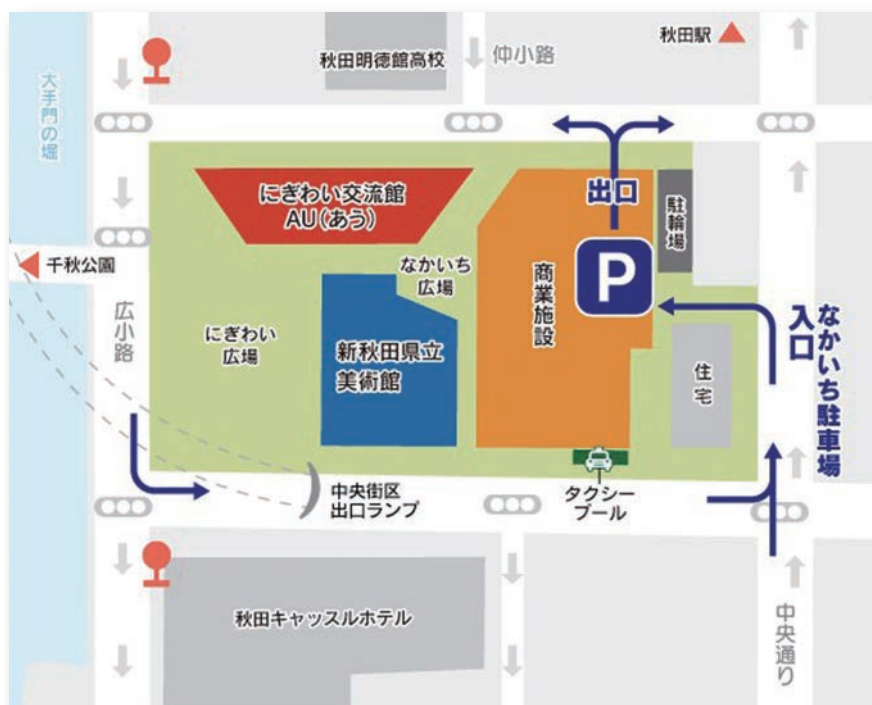 秋田明徳館高校
仲小路
秋田駅
大手門の堀
にぎわい交流館
AU(あう)
出口
駐輪場
千秋公園
なかいち
広場
P
商業施設
広小路
にぎわい
広場
新秋田県立
美術館
住宅
なかいち駐車場
入口
中央街区
出口ランプ
タクシー
プール
秋田キャッスルホテル
中央通り